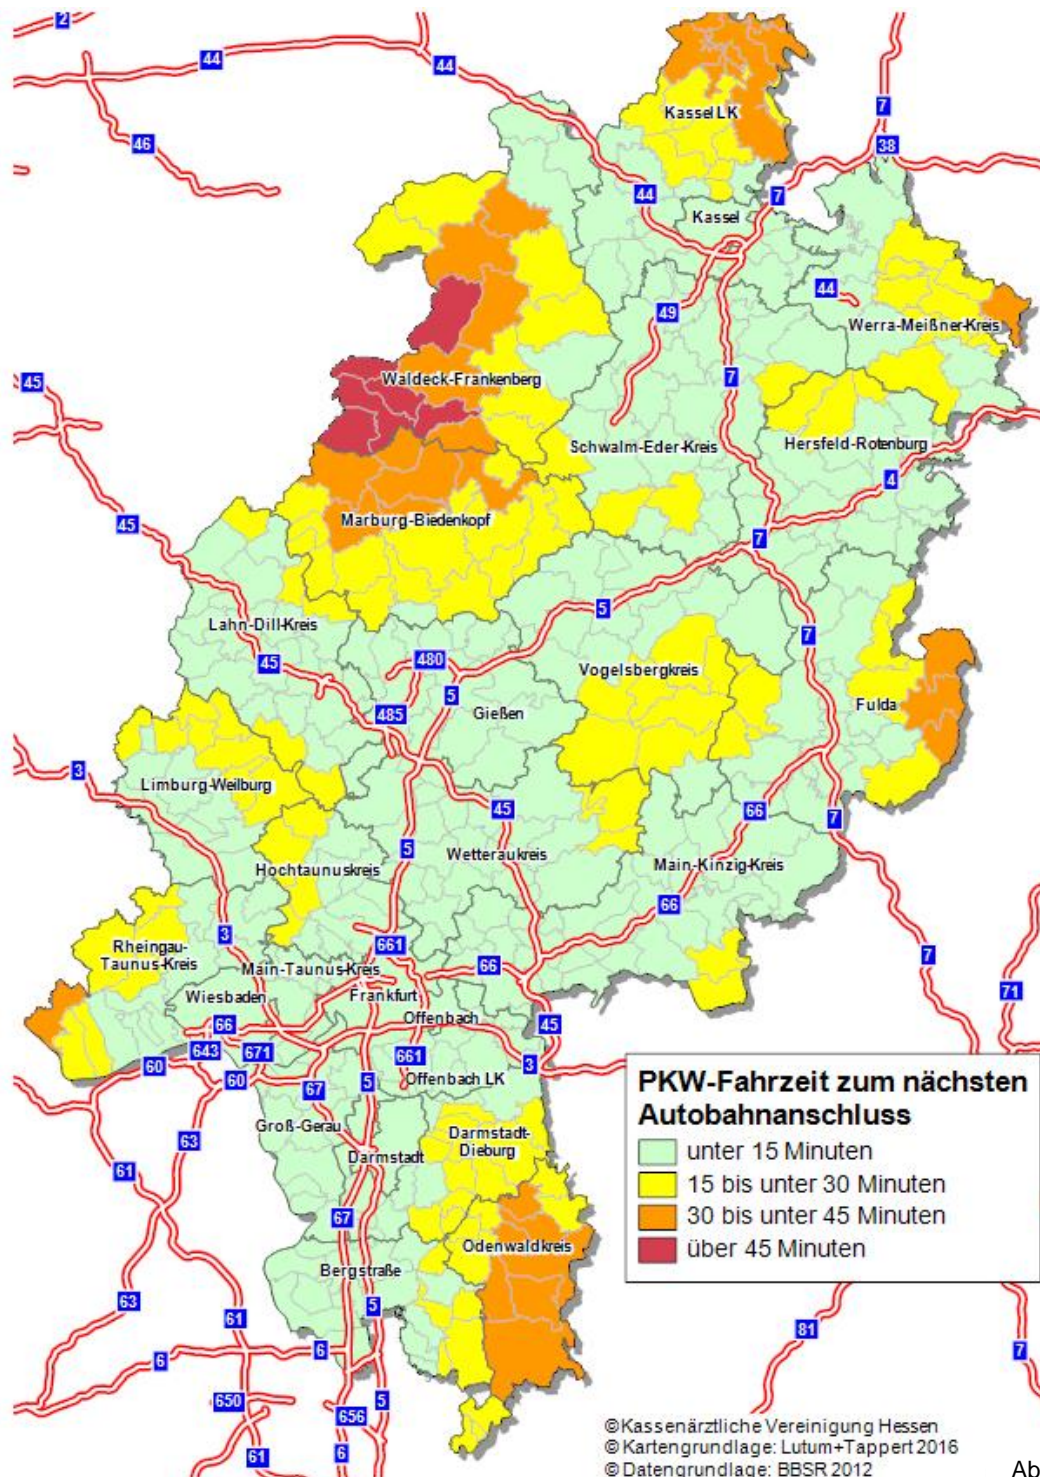 2
44
44
7
Kassel LK
46
38
44
7
Kassel
44
49
Werra-Meißner-Kreis
45
7
Waldeck-Frankenberg
Schwalm-Eder-Kreis
Hersfeld-Rotenburg
4
45
Marburg-Biedenkopf
7
5
Lahn-Dill-Kreis
7
45
480
Vogelsbergkreis
5
Fulda
485
Gießen
3
Limburg-Weilburg
45
66
7
5
Wetteraukreis
Main-Kinzig-Kreis
Hochtaunuskreis
66
3
661
Rheingau-
Taunus-Kreis
7
66
Main-Taunus-Kreis
71
Wiesbaden
Frankfurt
66
Offenbach
45
643
671
661
3
60
60
Offenbach LK
67
5
Groß-Gerau
63
Darmstadt-
Dieburg
Darmstadt
61
67
Odenwaldkreis
Bergstraße
63
5
61
81
6
6
7
650
656
5
61
6
PKW-Fahrzeit zum nächsten
Autobahnanschluss
unter 15 Minuten
15 bis unter 30 Minuten
30 bis unter 45 Minuten
über 45 Minuten
©Kassenärztliche Vereinigung Hessen
©Kartengrundlage: Lutum+Tappert 2016
©Datengrundlage: BBSR 2012
Ab